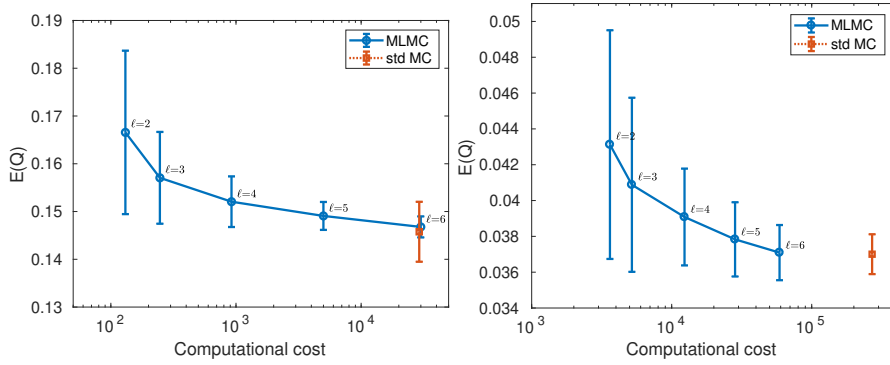 0.19
0.18
0.17
0.16
0.15
0.14
0.13
E(Q)
10^2
10^3
10^4
Computational cost
MLMC
std MC
ℓ=2
ℓ=3
ℓ=4
ℓ=5
ℓ=6
0.05
0.048
0.046
0.044
0.042
0.04
0.038
0.036
0.034
E(Q)
10^3
10^4
10^5
Computational cost
MLMC
std MC
ℓ=2
ℓ=3
ℓ=4
ℓ=5
ℓ=6